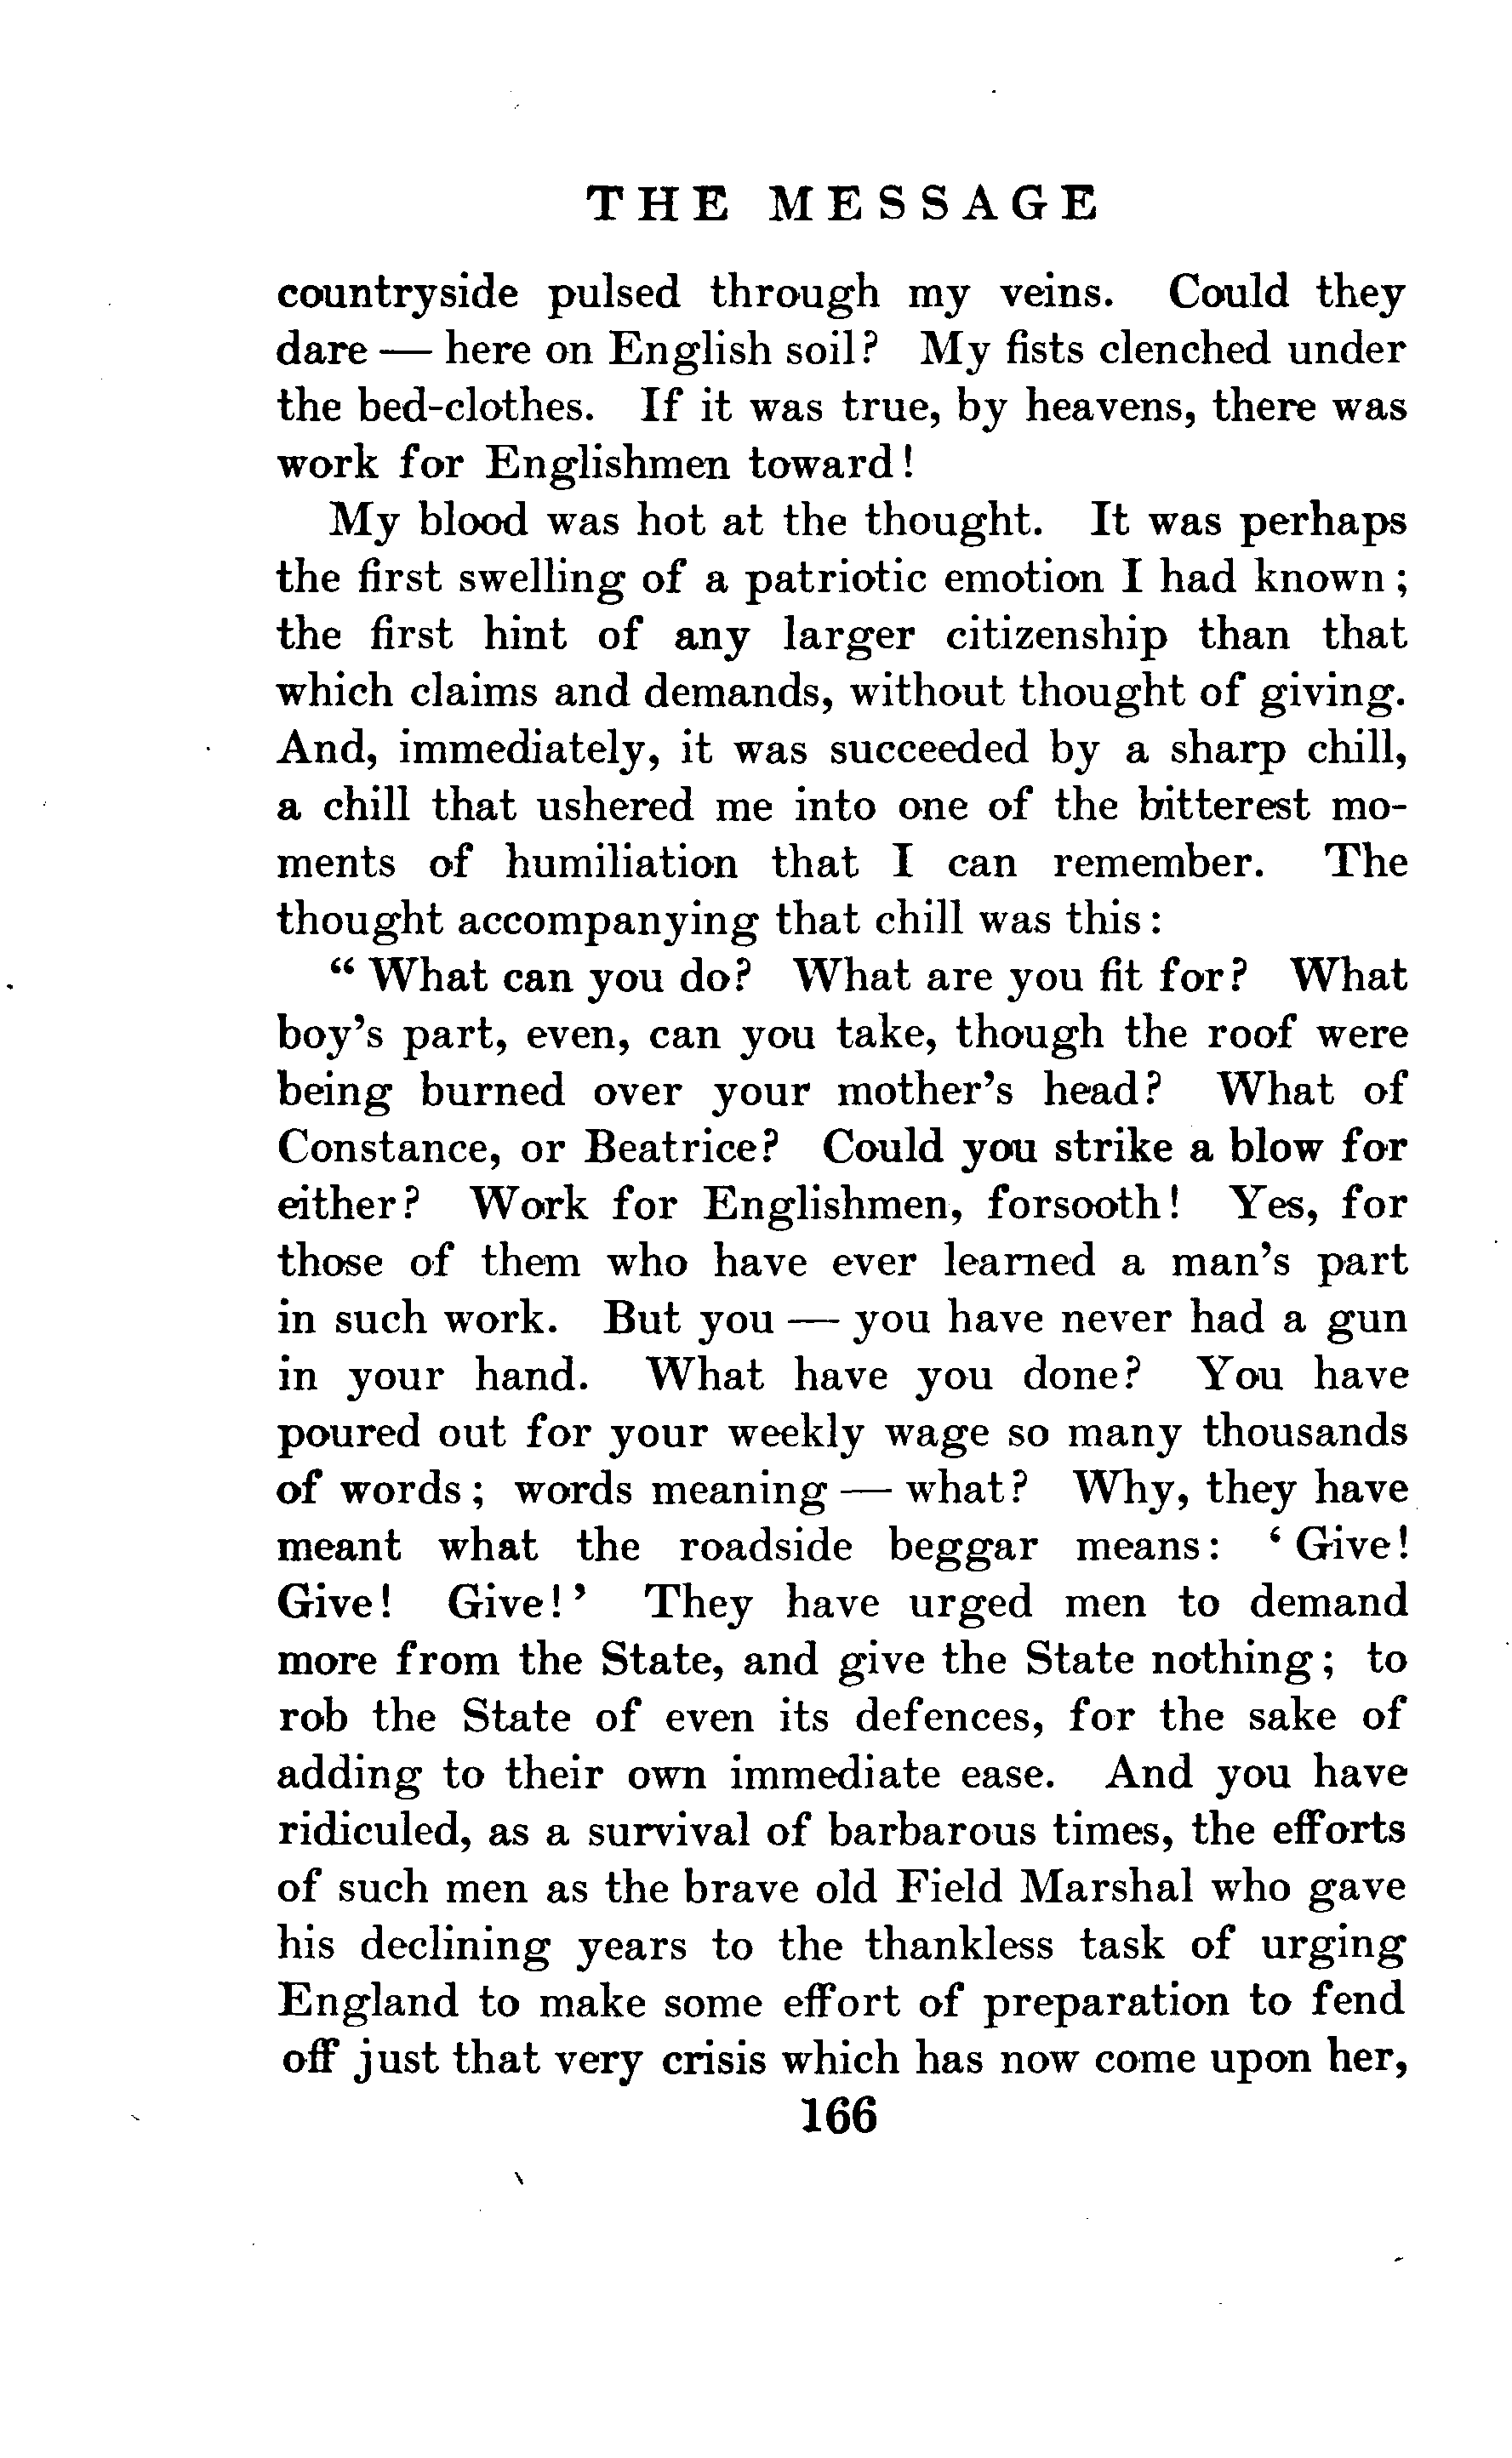 THE MESSAGE
countryside pulsed through my veins. Could they
dare — here on English soil? My fists clenched under
the bed-clothes. If it was true, by heavens, there was
work for Englishmen toward!
My blood was hot at the thought. It was perhaps
the first swelling of a patriotic emotion I had known;
the first hint of any larger citizenship than that
which claims and demands, without thought of giving.
And, immediately, it was succeeded by a sharp chill,
a chill that ushered me into one of the bitterest mo-
ments of humiliation that I can remember. The
thought accompanying that chill was this:
“What can you do? What are you fit for? What
boy's part, even, can you take, though the roof were
being burned over your mother's head? What of
Constance, or Beatrice? Could you strike a blow for
either? Work for Englishmen, forsooth! Yes, for
those of them who have ever learned a man's part
in such work. But you — you have never had a gun
in your hand. What have you done? You have
poured out for your weekly wage so many thousands
of words; words meaning — what? Why, they have
meant what the roadside beggar means: ‘Give!
Give! Give!’ They have urged men to demand
more from the State, and give the State nothing; to
rob the State of even its defences, for the sake of
adding to their own immediate ease. And you have
ridiculed, as a survival of barbarous times, the efforts
of such men as the brave old Field Marshal who gave
his declining years to the thankless task of urging
England to make some effort of preparation to fend
off just that very crisis which has now come upon her,
166